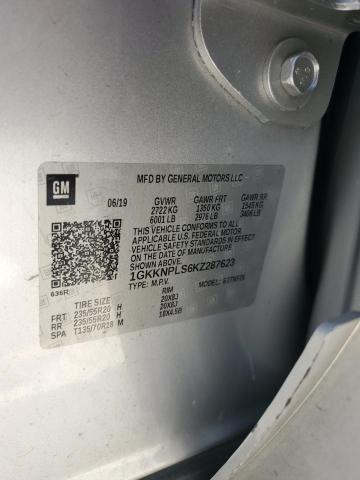 GM
MFD BY GENERAL MOTORS LLC
06/19 GVWR GAWR FRT GAWR RR
2722 KG 1350 KG 1545 KG
6001 LB 2976 LB 3406 LB
THIS VEHICLE CONFORMS TO ALL
APPLICABLE U.S. FEDERAL MOTOR
VEHICLE SAFETY STANDARDS IN EFFECT
ON THE DATE OF MANUFACTURE
SHOWN ABOVE.
1GKKNPLS6KZ287623
TYPE: M.P.V. MODEL:
635R
TIRE SIZE RIM
FRT 235/55R20 H 20X8J
RR 235/55R20 H 20X8J
SPA T135/70R18 M 18X4.5B